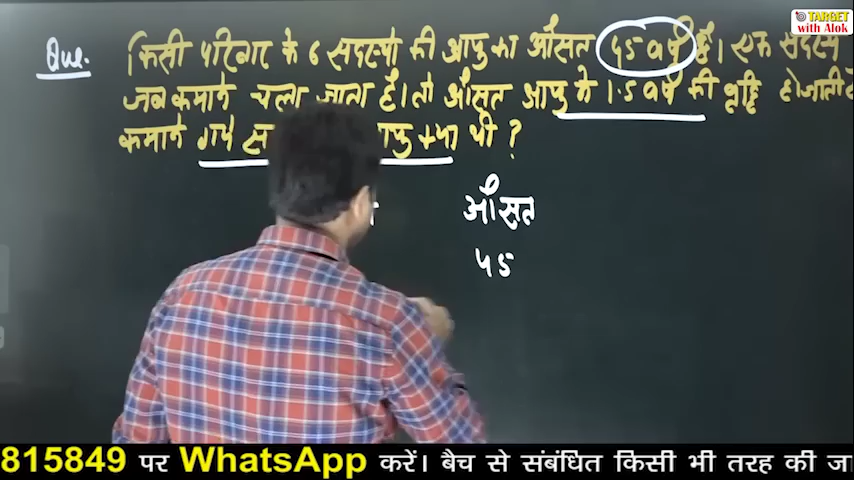 TARGET
with Alok
Que. किसी परिवार के 6 सदस्यो की आयु का औसत 45 वर्ष है। एक सदस्य
जब कमाने चला जाता है। तो औसत आयु मे 1.5 वर्ष की वृद्दि हो जाती है
कमाने गये आयु क्या थी ?
औसत
45
815849 पर WhatsApp करें। बैच से संबंधित किसी भी तरह की जा